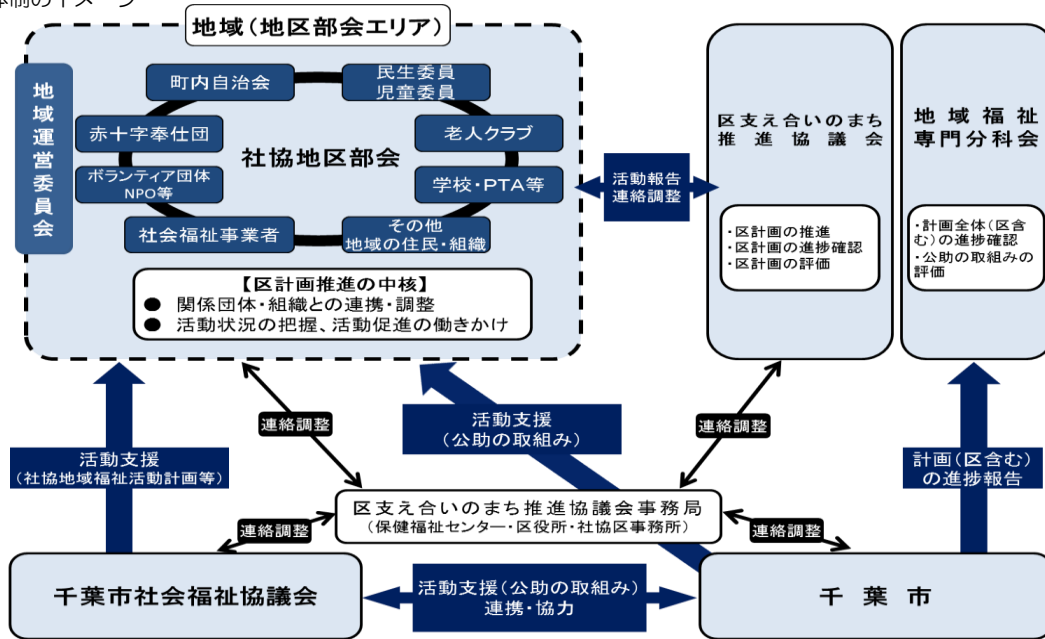 体制のイメージ
地域(地区部会エリア)
地域運営委員会
町内自治会
民生委員
児童委員
赤十字奉仕団
老人クラブ
社協地区部会
ボランティア団体
NPO等
学校・PTA等
社会福祉事業者
その他
地域の住民・組織
【区計画推進の中核】
● 関係団体・組織との連携・調整
● 活動状況の把握、活動促進の働きかけ
活動報告
連絡調整
区支え合いのまち
推進協議会
・区計画の推進
・区計画の進捗確認
・区計画の評価
地域福祉
専門分科会
・計画全体(区含
む)の進捗確認
・公助の取組みの
評価
連絡調整
活動支援
(公助の取組み)
連絡調整
活動支援
(社協地域福祉活動計画等)
計画(区含む)
の進捗報告
区支え合いのまち推進協議会事務局
(保健福祉センター・区役所・社協区事務所)
連絡調整
連絡調整
千葉市社会福祉協議会
活動支援(公助の取組み)
連携・協力
千葉市